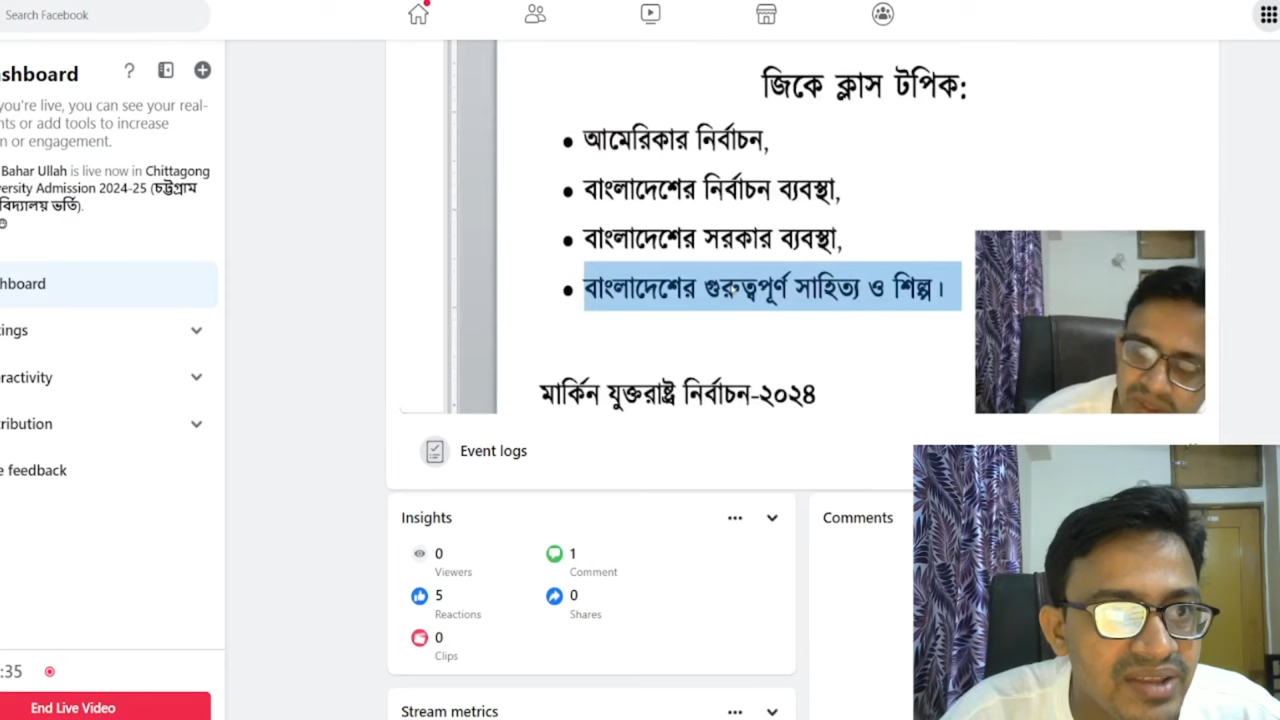 Search Facebook
shboard
you're live, you can see your real-
nts or add tools to increase
n or engagement.
Bahar Ullah is live now in Chittagong
ersity Admission 2024-25 (চট্টগ্রাম
বিদ্যালয় ভর্তি).
hboard
ings
eractivity
ribution
e feedback
:35
End Live Video
জিকে ক্লাস টপিক:
• আমেরিকার নির্বাচন,
• বাংলাদেশের নির্বাচন ব্যবস্থা,
• বাংলাদেশের সরকার ব্যবস্থা,
• বাংলাদেশের গুরুত্বপূর্ণ সাহিত্য ও শিল্প।
মার্কিন যুক্তরাষ্ট্র নির্বাচন-২০২৪
Event logs
Insights
0
Viewers
1
Comment
5
Reactions
0
Shares
0
Clips
Comments
Stream metrics